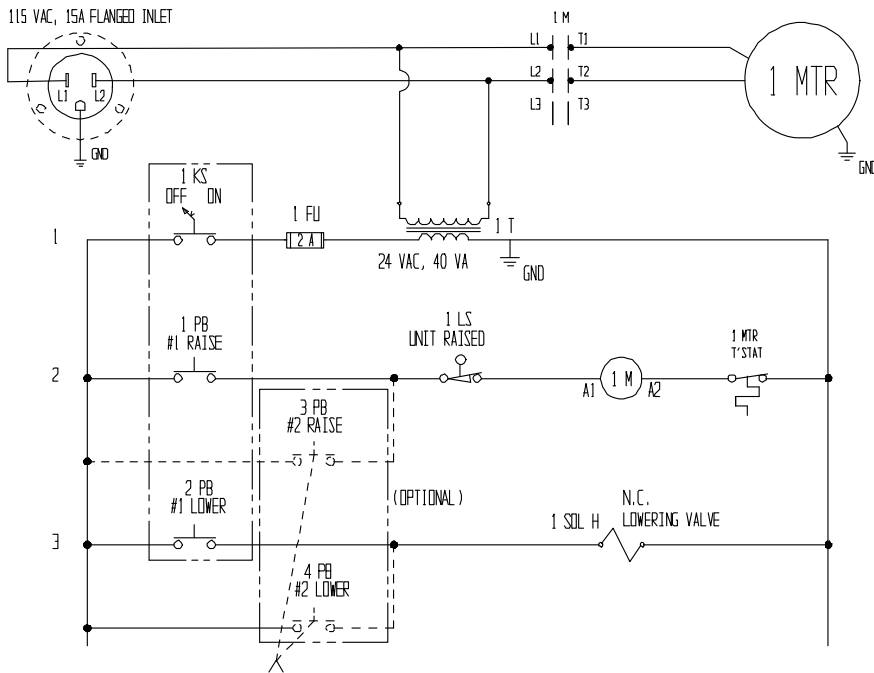 115 VAC, 15A FLANGED INLET
1 M
L1 T1
L2 T2
L3 T3
1 MTR
L1 L2
GND
GND
1 KS
OFF ON
1 FU
2 A
1 T
24 VAC, 40 VA
GND
1
1 PB
#1 RAISE
1 LS
UNIT RAISED
1 MTR
T'STAT
2
A1 1 M A2
3 PB
#2 RAISE
2 PB
#1 LOWER
(OPTIONAL)
N.C.
1 SOL H LOWERING VALVE
3
4 PB
#2 LOWER